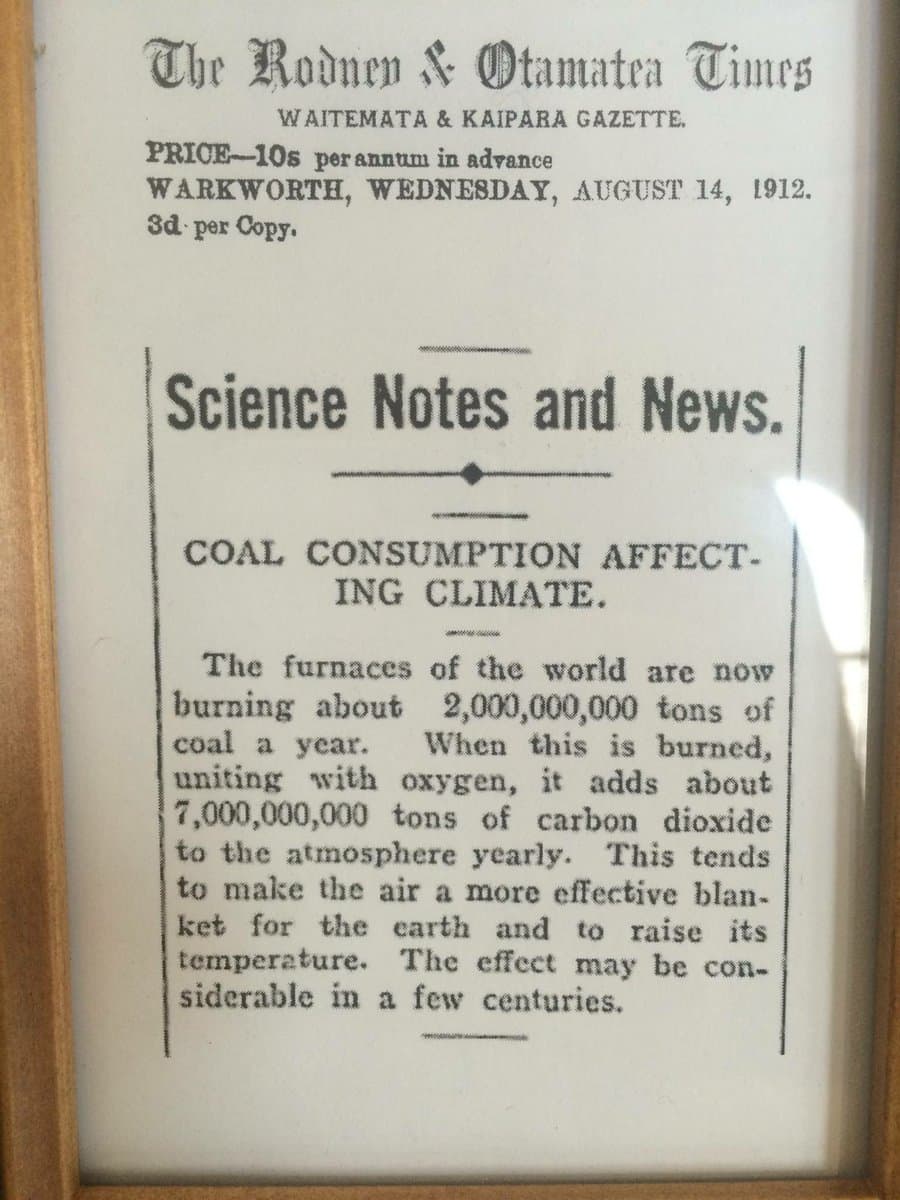 The Rodney & Otamatea Times
WAITEMATA & KAIPARA GAZETTE.
PRICE—10s per annum in advance
WARKWORTH, WEDNESDAY, AUGUST 14, 1912.
3d per Copy.
Science Notes and News.
COAL CONSUMPTION AFFECT-
ING CLIMATE.
The furnaces of the world are now
burning about 2,000,000,000 tons of
coal a year. When this is burned,
uniting with oxygen, it adds about
7,000,000,000 tons of carbon dioxide
to the atmosphere yearly. This tends
to make the air a more effective blan-
ket for the earth and to raise its
temperature. The effect may be con-
siderable in a few centuries.